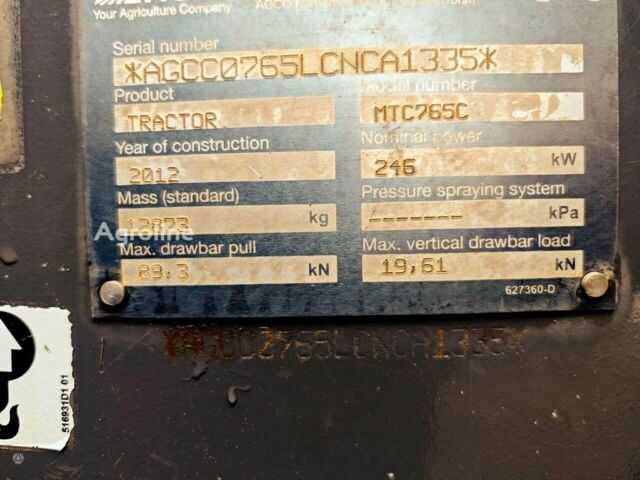 Your Agriculture Company
Serial number
*AGCC0765LCNCA1335*
Product
Model number
TRACTOR
MTC765C
Year of construction
Nominal power
2012
246 kW
Mass (standard)
Pressure spraying system
kg
------- kPa
Agroline
Max. drawbar pull
Max. vertical drawbar load
89,3 kN
19,61 kN
627360-D
*AGCC0765LCNCA1335*
516931D1 01